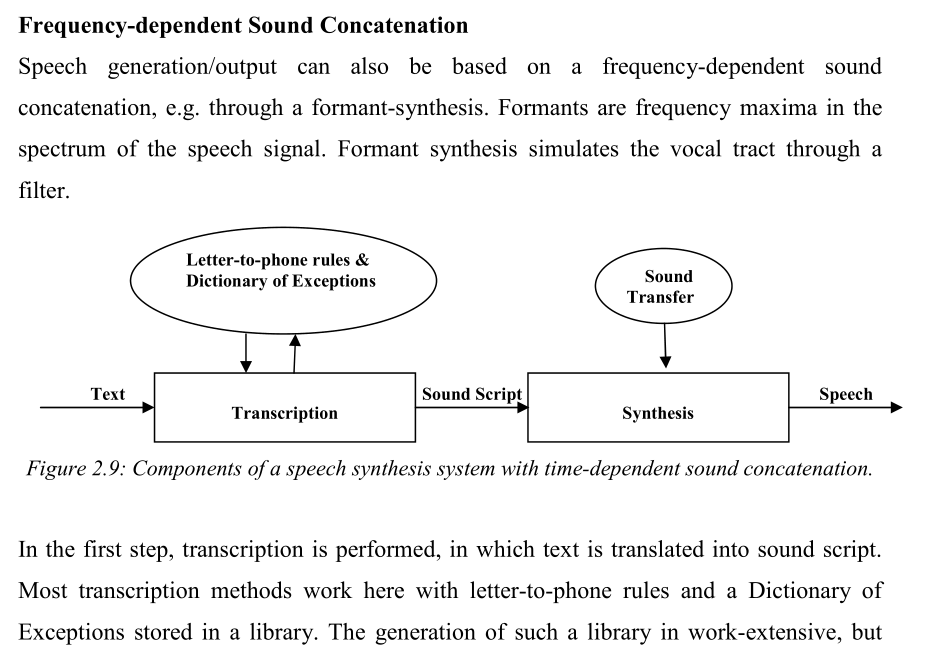 Frequency-dependent Sound Concatenation
Speech generation/output can also be based on a frequency-dependent sound
concatenation, e.g. through a formant-synthesis. Formants are frequency maxima in the
spectrum of the speech signal. Formant synthesis simulates the vocal tract through a
filter.
Letter-to-phone rules &
Dictionary of Exceptions
Sound
Transfer
Text
Transcription
Sound Script
Synthesis
Speech
Figure 2.9: Components of a speech synthesis system with time-dependent sound concatenation.
In the first step, transcription is performed, in which text is translated into sound script.
Most transcription methods work here with letter-to-phone rules and a Dictionary of
Exceptions stored in a library. The generation of such a library in work-extensive, but